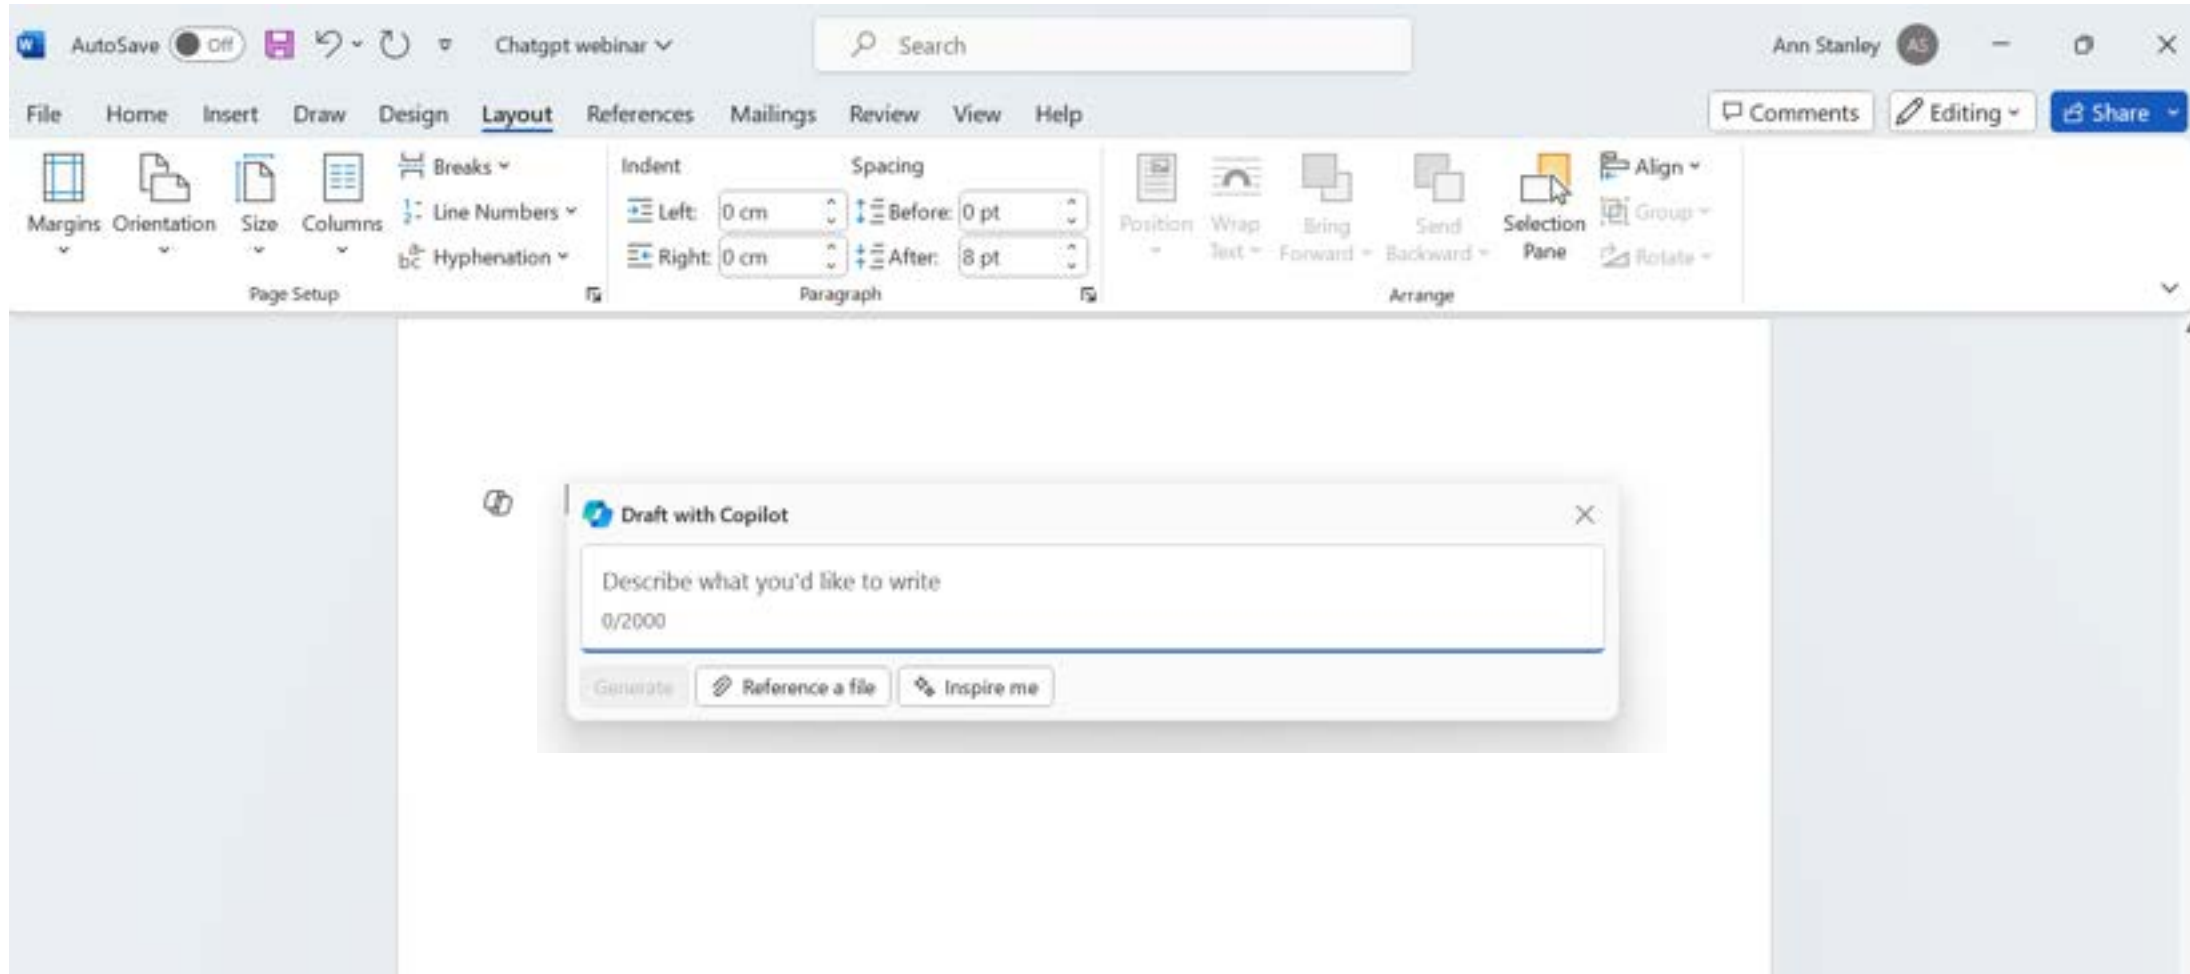 AutoSave Off Chatgpt webinar Search Ann Stanley AS
File Home Insert Draw Design Layout References Mailings Review View Help Comments Editing Share
Margins
Orientation
Size
Columns
Breaks
Line Numbers
Hyphenation
Page Setup
Indent
Left: 0 cm
Right: 0 cm
Spacing
Before: 0 pt
After: 8 pt
Paragraph
Position
Wrap
Text
Bring
Forward
Send
Backward
Selection
Pane
Align
Group
Rotate
Arrange
Draft with Copilot
Describe what you'd like to write
0/2000
Generate Reference a file Inspire me